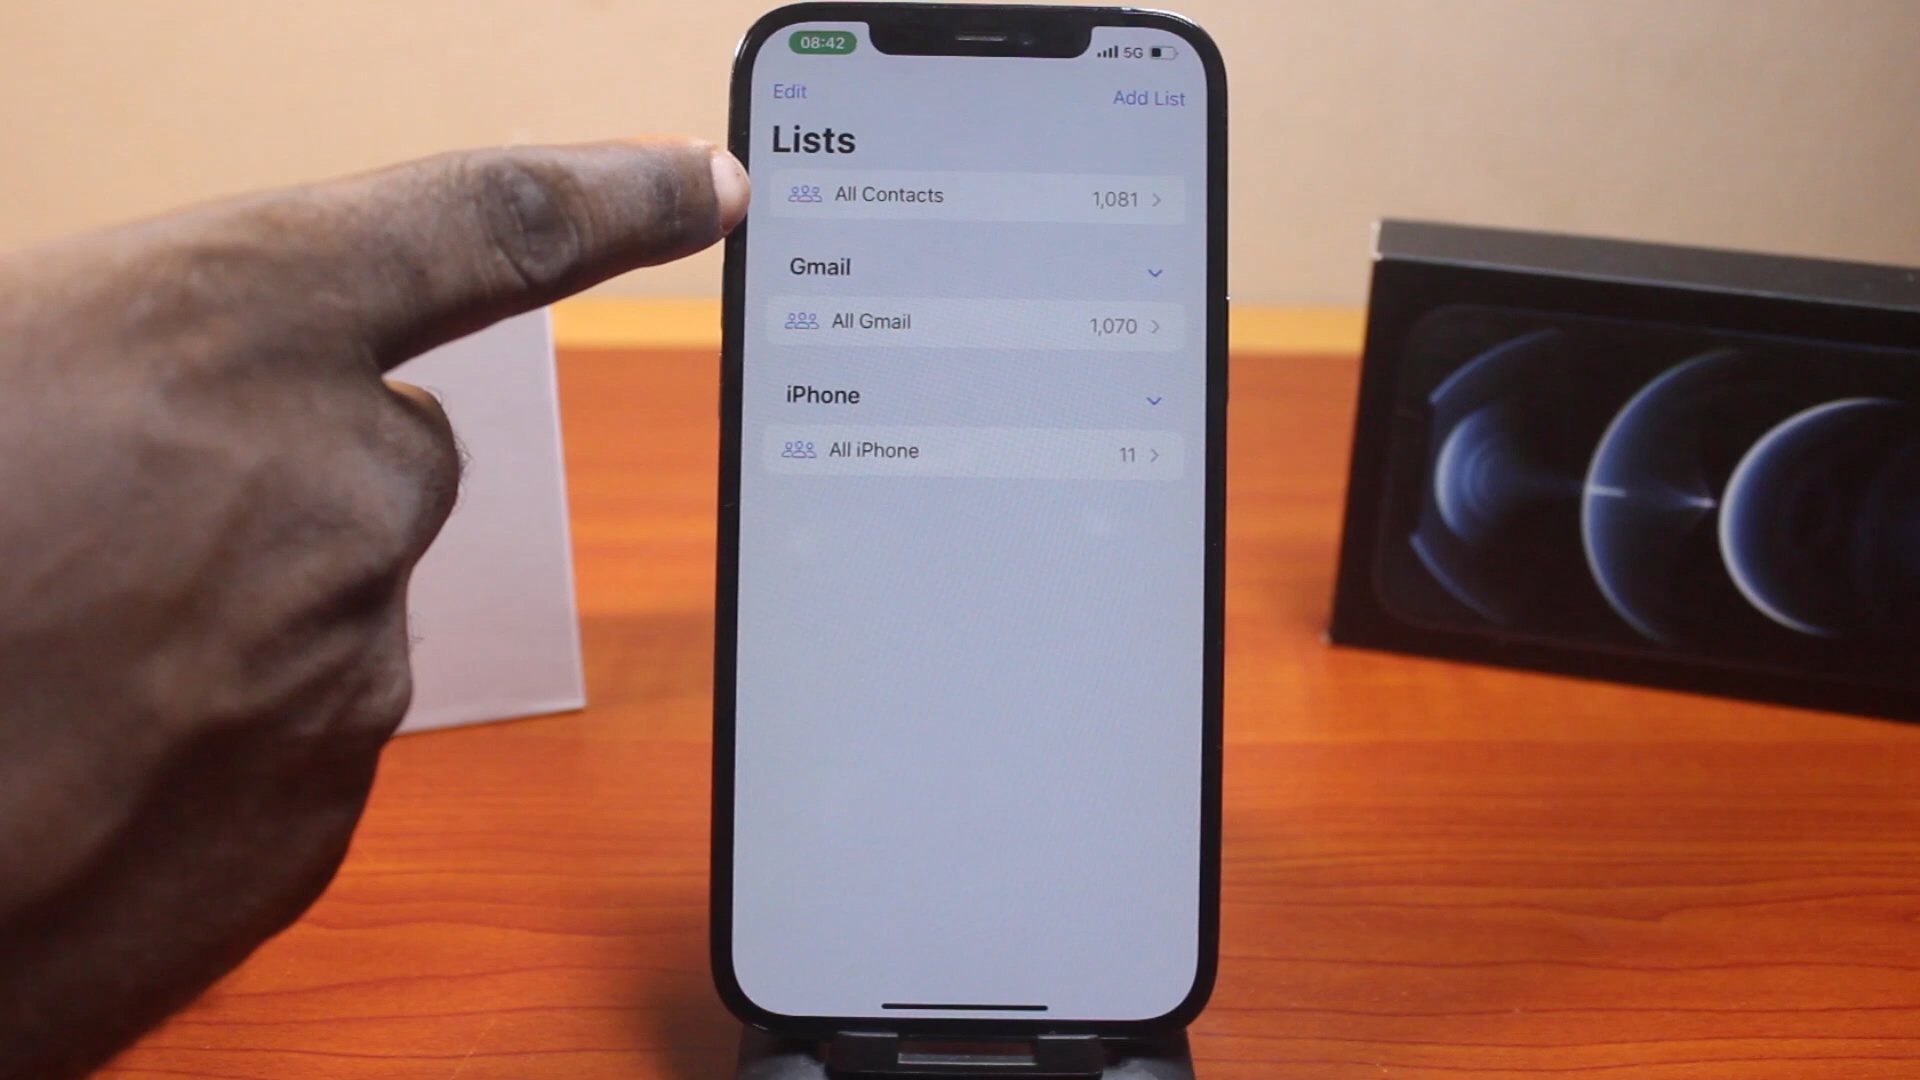 08:42 5G
Edit Add List
Lists
All Contacts 1,081
Gmail
All Gmail 1,070
iPhone
All iPhone 11